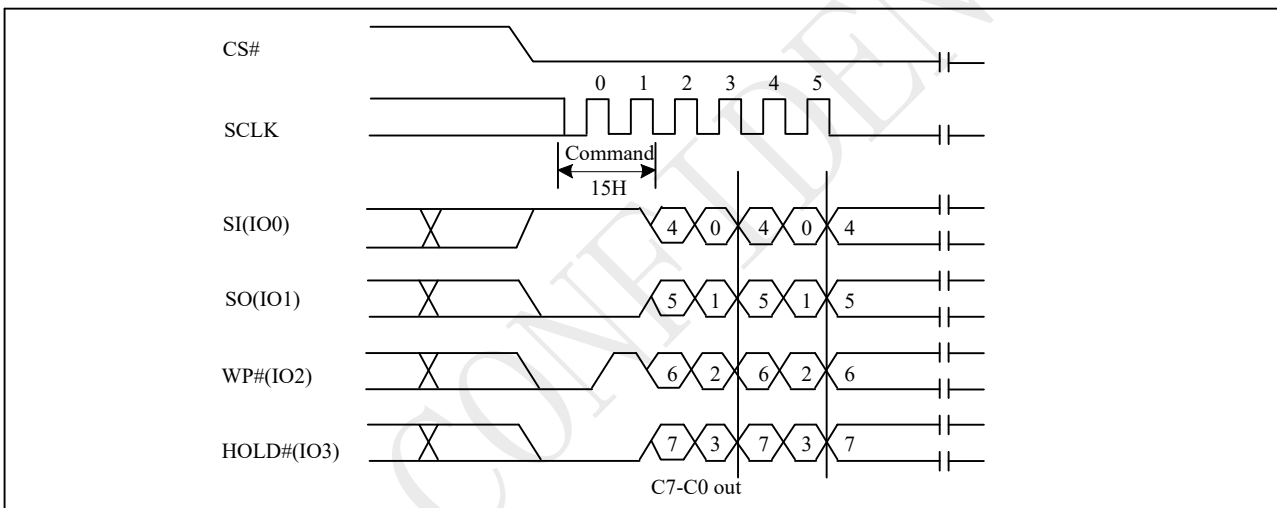 CS#
0 1 2 3 4 5
SCLK
Command
15H
SI(IO0) 4 0 4 0 4
SO(IO1) 5 1 5 1 5
WP#(IO2) 6 2 6 2 6
HOLD#(IO3) 7 3 7 3 7
C7-C0 out
CONFIDEN